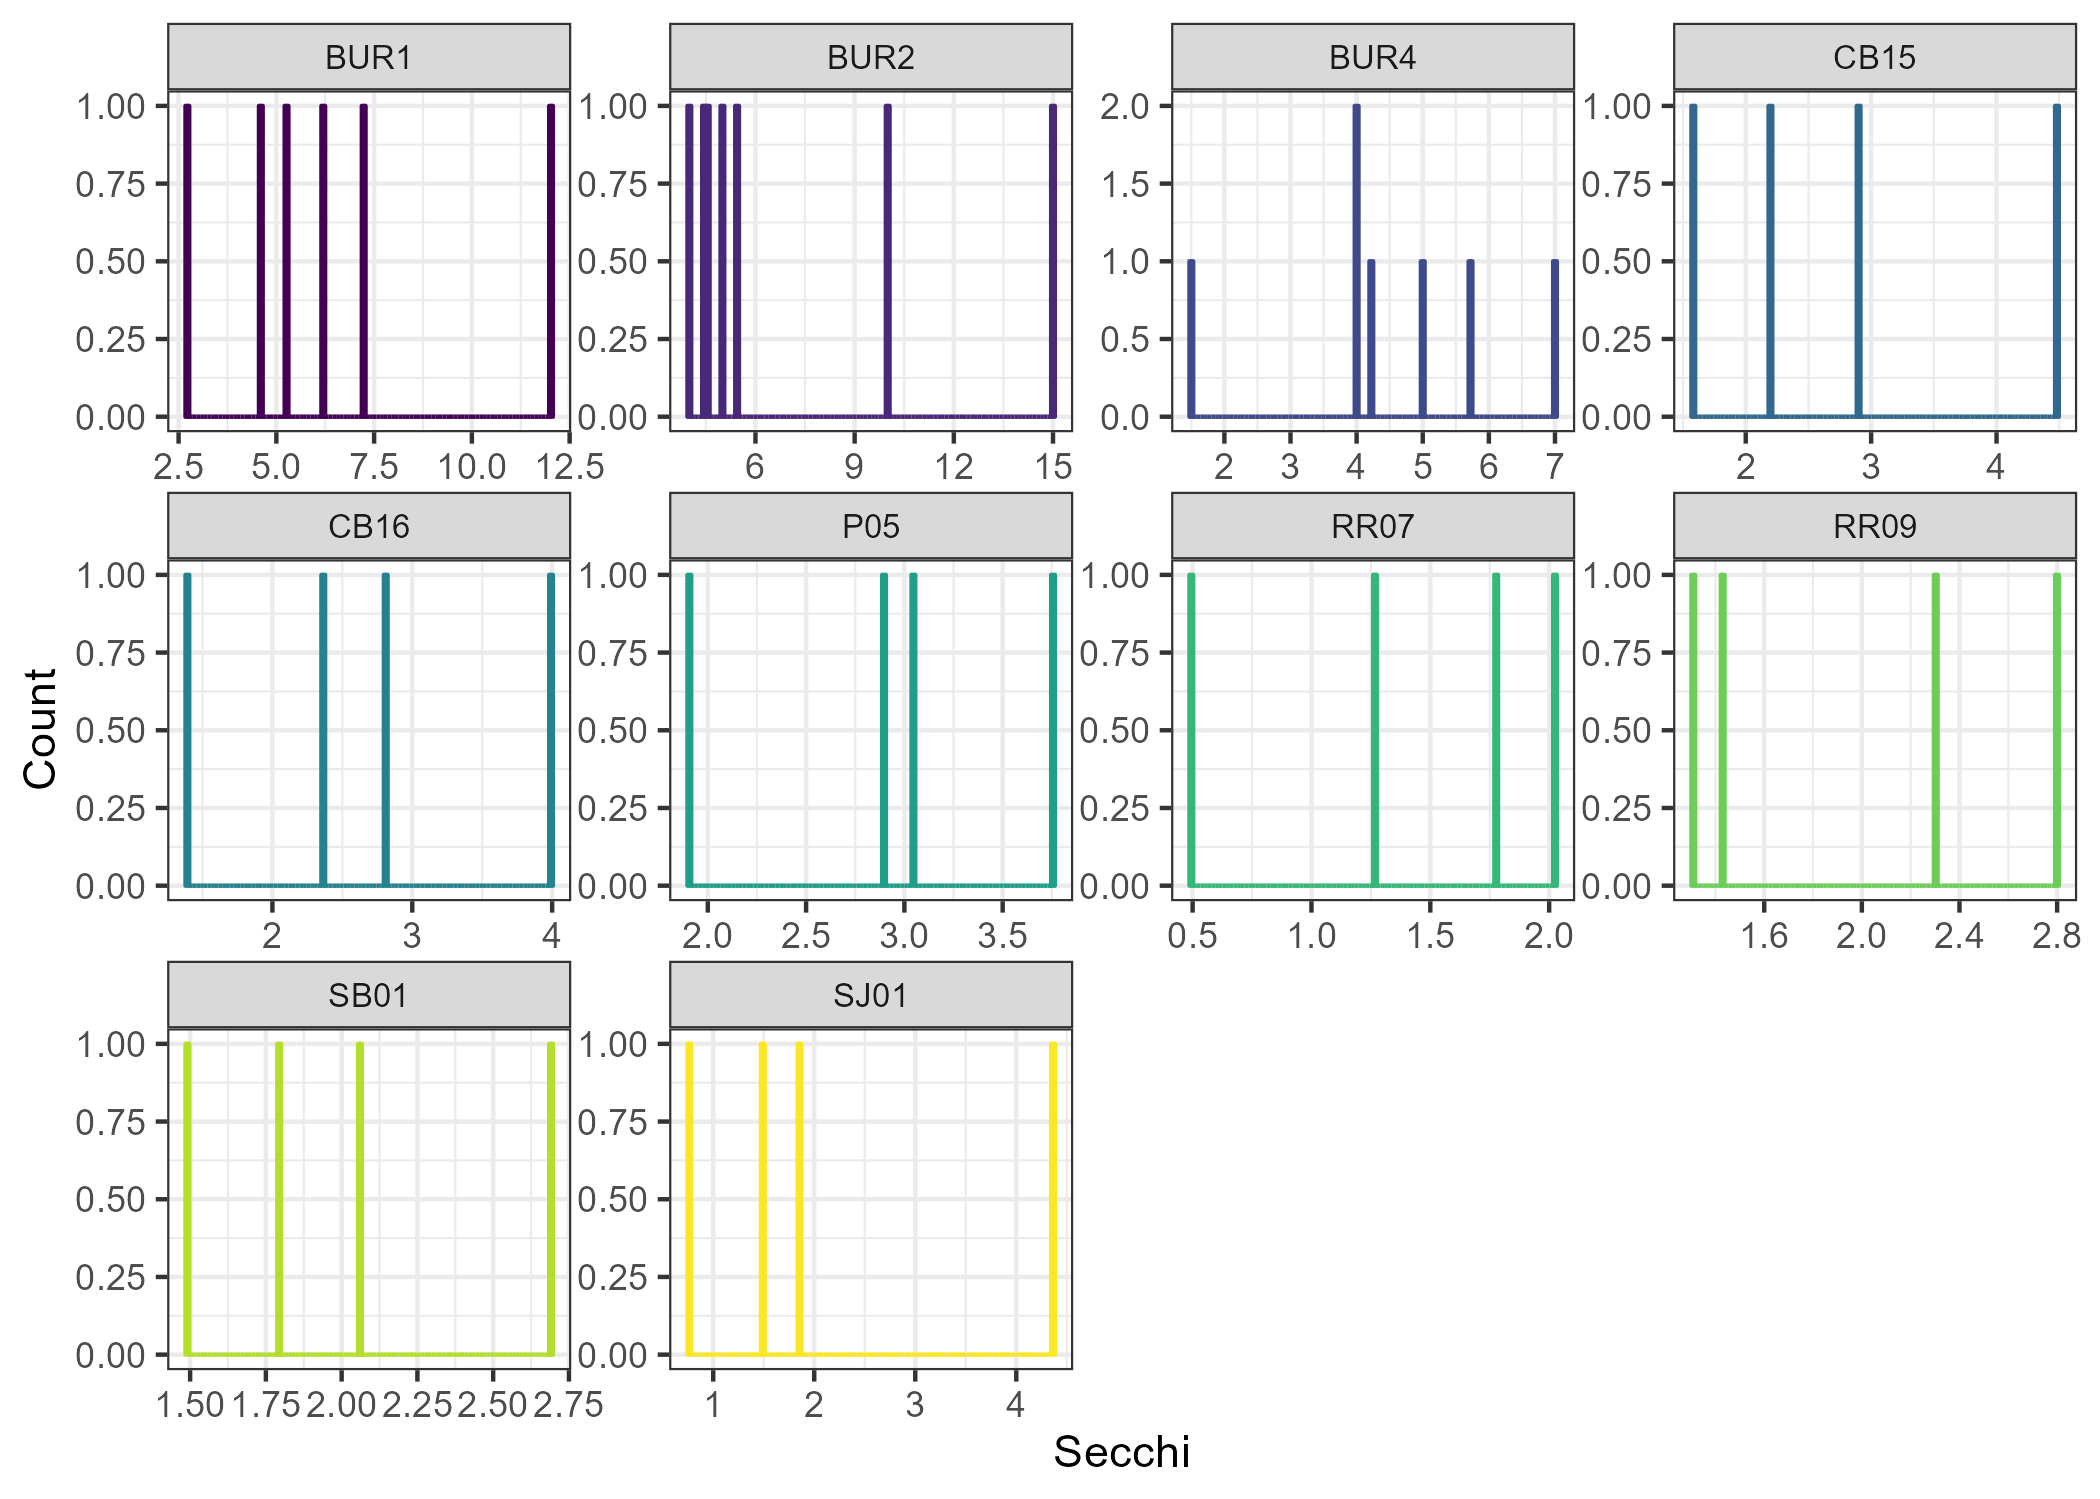 BUR1 BUR2 BUR4 CB15
1.00 1.00 2.0 1.00
0.75 0.75 1.5 0.75
0.50 0.50 1.0 0.50
0.25 0.25 0.5 0.25
0.00 0.00 0.0 0.00
2.5 5.0 7.5 10.0 12.5 6 9 12 15 2 3 4 5 6 7 2 3 4
CB16 P05 RR07 RR09
1.00 1.00 1.00 1.00
0.75 0.75 0.75 0.75
0.50 0.50 0.50 0.50
0.25 0.25 0.25 0.25
0.00 0.00 0.00 0.00
2 3 4 2.0 2.5 3.0 3.5 0.5 1.0 1.5 2.0 1.6 2.0 2.4 2.8
Count
SB01 SJ01
1.00 1.00
0.75 0.75
0.50 0.50
0.25 0.25
0.00 0.00
1.50 1.75 2.00 2.25 2.50 2.75 1 2 3 4
Secchi